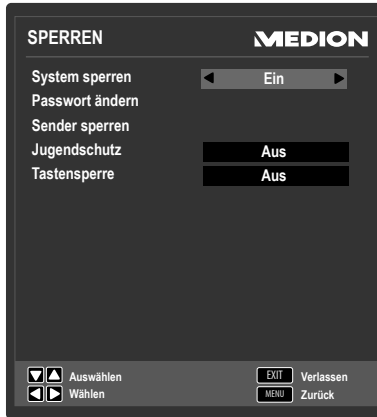 SPERREN MEDION
System sperren Ein
Passwort ändern
Sender sperren
Jugendschutz Aus
Tastensperre Aus
Auswählen EXIT Verlassen
Wählen MENU Zurück